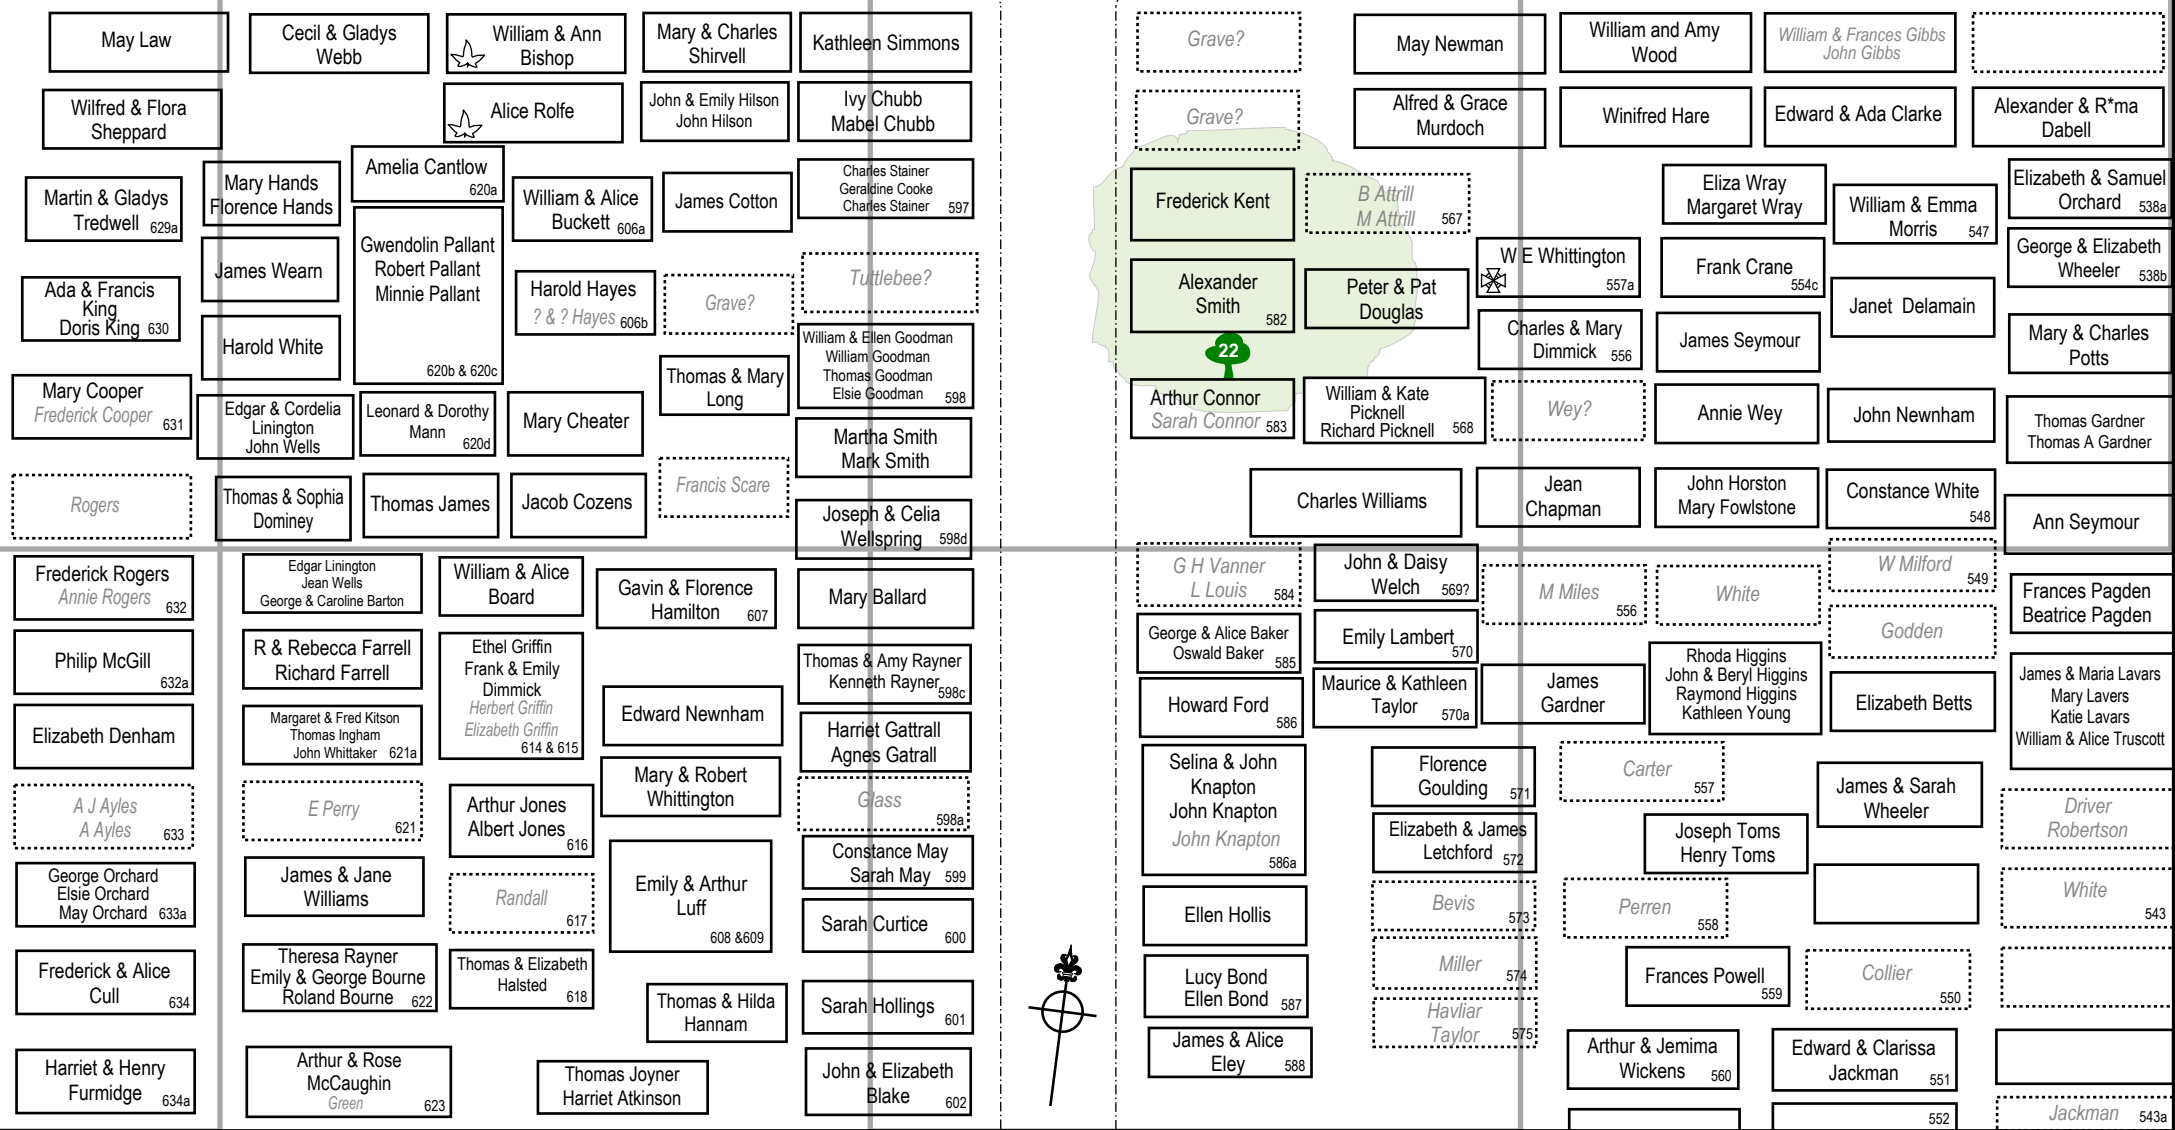 May Law
Cecil & Gladys
Webb
William & Ann
Bishop
Mary & Charles
Shirvell
Kathleen Simmons
Grave?
May Newman
William and Amy
Wood
William & Frances Gibbs
John Gibbs
Wilfred & Flora
Sheppard
Alice Rolfe
John & Emily Hilson
John Hilson
Ivy Chubb
Mabel Chubb
Grave?
Alfred & Grace
Murdoch
Winifred Hare
Edward & Ada Clarke
Alexander & R*ma
Dabell
Martin & Gladys
Tredwell 629a
Mary Hands
Florence Hands
Amelia Cantlow
620a
William & Alice
Buckett 606a
James Cotton
Charles Stainer
Geraldine Cooke
Charles Stainer 597
Frederick Kent
B Attrill
M Attrill 567
Eliza Wray
Margaret Wray
William & Emma
Morris 547
Elizabeth & Samuel
Orchard 538a
James Wearn
Gwendolin Pallant
Robert Pallant
Minnie Pallant
620b & 620c
Tuttlebee?
W E Whittington
557a
Frank Crane
554c
George & Elizabeth
Wheeler 538b
Ada & Francis
King
Doris King 630
Harold Hayes
? & ? Hayes 606b
Grave?
Alexander
Smith
582
Peter & Pat
Douglas
Janet Delamain
Harold White
William & Ellen Goodman
William Goodman
Thomas Goodman
Elsie Goodman 598
22
Charles & Mary
Dimmick 556
James Seymour
Mary & Charles
Potts
Mary Cooper
Frederick Cooper 631
Edgar & Cordelia
Linington
John Wells
Leonard & Dorothy
Mann
620d
Mary Cheater
Thomas & Mary
Long
Martha Smith
Mark Smith
Arthur Connor
Sarah Connor 583
William & Kate
Picknell
Richard Picknell 568
Wey?
Annie Wey
John Newnham
Thomas Gardner
Thomas A Gardner
Rogers
Thomas & Sophia
Dominey
Thomas James
Jacob Cozens
Francis Scare
Joseph & Celia
Wellspring 598d
Charles Williams
Jean
Chapman
John Horston
Mary Fowlstone
Constance White
548
Ann Seymour
Frederick Rogers
Annie Rogers 632
Edgar Linington
Jean Wells
George & Caroline Barton
William & Alice
Board
Gavin & Florence
Hamilton 607
Mary Ballard
G H Vanner
L Louis 584
John & Daisy
Welch 569?
M Miles
556
White
W Milford
549
Frances Pagden
Beatrice Pagden
Philip McGill
632a
R & Rebecca Farrell
Richard Farrell
Ethel Griffin
Frank & Emily
Dimmick
Herbert Griffin
Elizabeth Griffin
614 & 615
Thomas & Amy Rayner
Kenneth Rayner 598c
George & Alice Baker
Oswald Baker
585
Emily Lambert
570
Godden
Elizabeth Denham
Margaret & Fred Kitson
Thomas Ingham
John Whittaker 621a
Edward Newnham
Harriet Gattrall
Agnes Gatrall
Howard Ford
586
Maurice & Kathleen
Taylor 570a
James
Gardner
Rhoda Higgins
John & Beryl Higgins
Raymond Higgins
Kathleen Young
Elizabeth Betts
James & Maria Lavars
Mary Lavers
Katie Lavars
William & Alice Truscott
A J Ayles
A Ayles 633
E Perry
621
Arthur Jones
Albert Jones
616
Mary & Robert
Whittington
Glass
598a
Selina & John
Knapton
John Knapton
John Knapton
586a
Florence
Goulding 571
Carter
557
James & Sarah
Wheeler
Driver
Robertson
Elizabeth & James
Letchford 572
Joseph Toms
Henry Toms
George Orchard
Elsie Orchard
May Orchard 633a
James & Jane
Williams
Randall
617
Emily & Arthur
Luff
608 &609
Constance May
Sarah May 599
Ellen Hollis
Bevis
573
Perren
558
White
543
Sarah Curtice
600
Frederick & Alice
Cull
634
Theresa Rayner
Emily & George Bourne
Roland Bourne 622
Thomas & Elizabeth
Halsted
618
Lucy Bond
Ellen Bond 587
Miller
574
Frances Powell
559
Collier
550
Thomas & Hilda
Hannam
Sarah Hollings
601
Havliar
Taylor 575
Harriet & Henry
Furmidge 634a
Arthur & Rose
McCaughin
Green 623
Thomas Joyner
Harriet Atkinson
John & Elizabeth
Blake 602
James & Alice
Eley 588
Arthur & Jemima
Wickens 560
Edward & Clarissa
Jackman 551
552
Jackman 543a